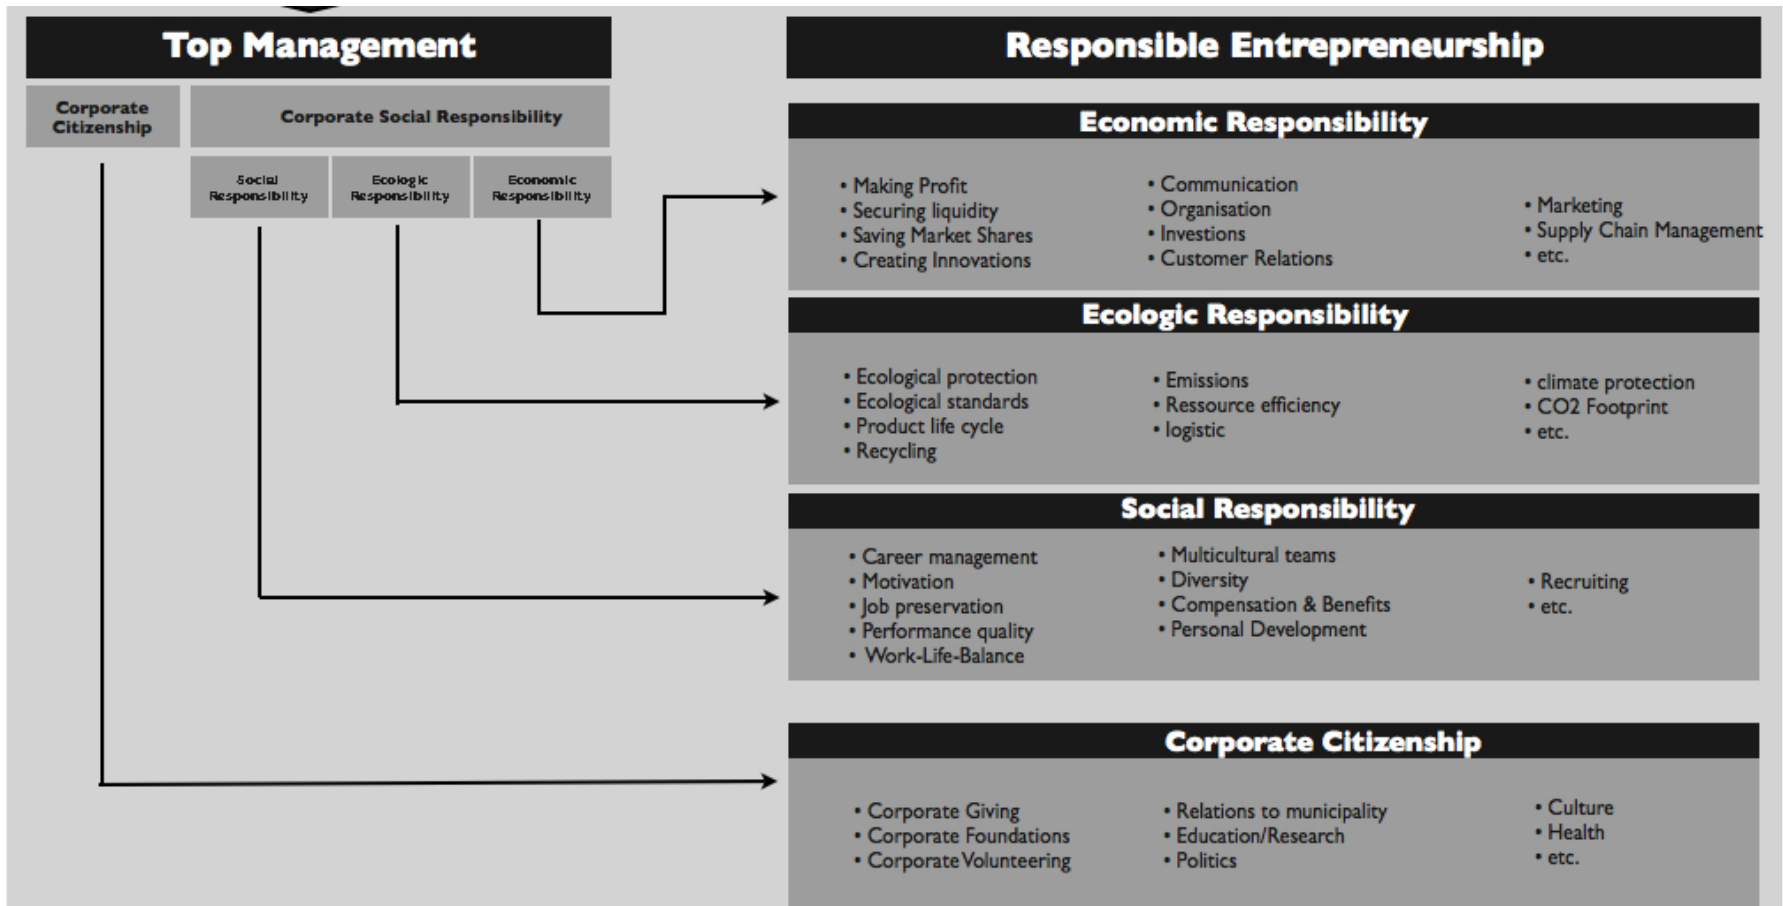 Top Management
Corporate
Citizenship
Corporate Social Responsibility
Social
Responsibility
Ecologic
Responsibility
Economic
Responsibility
Responsible Entrepreneurship
Economic Responsibility
• Making Profit
• Securing liquidity
• Saving Market Shares
• Creating Innovations
• Communication
• Organisation
• Investions
• Customer Relations
• Marketing
• Supply Chain Management
• etc.
Ecologic Responsibility
• Ecological protection
• Ecological standards
• Product life cycle
• Recycling
• Emissions
• Ressource efficiency
• logistic
• climate protection
• CO2 Footprint
• etc.
Social Responsibility
• Career management
• Motivation
• Job preservation
• Performance quality
• Work-Life-Balance
• Multicultural teams
• Diversity
• Compensation & Benefits
• Personal Development
• Recruiting
• etc.
Corporate Citizenship
• Corporate Giving
• Corporate Foundations
• Corporate Volunteering
• Relations to municipality
• Education/Research
• Politics
• Culture
• Health
• etc.